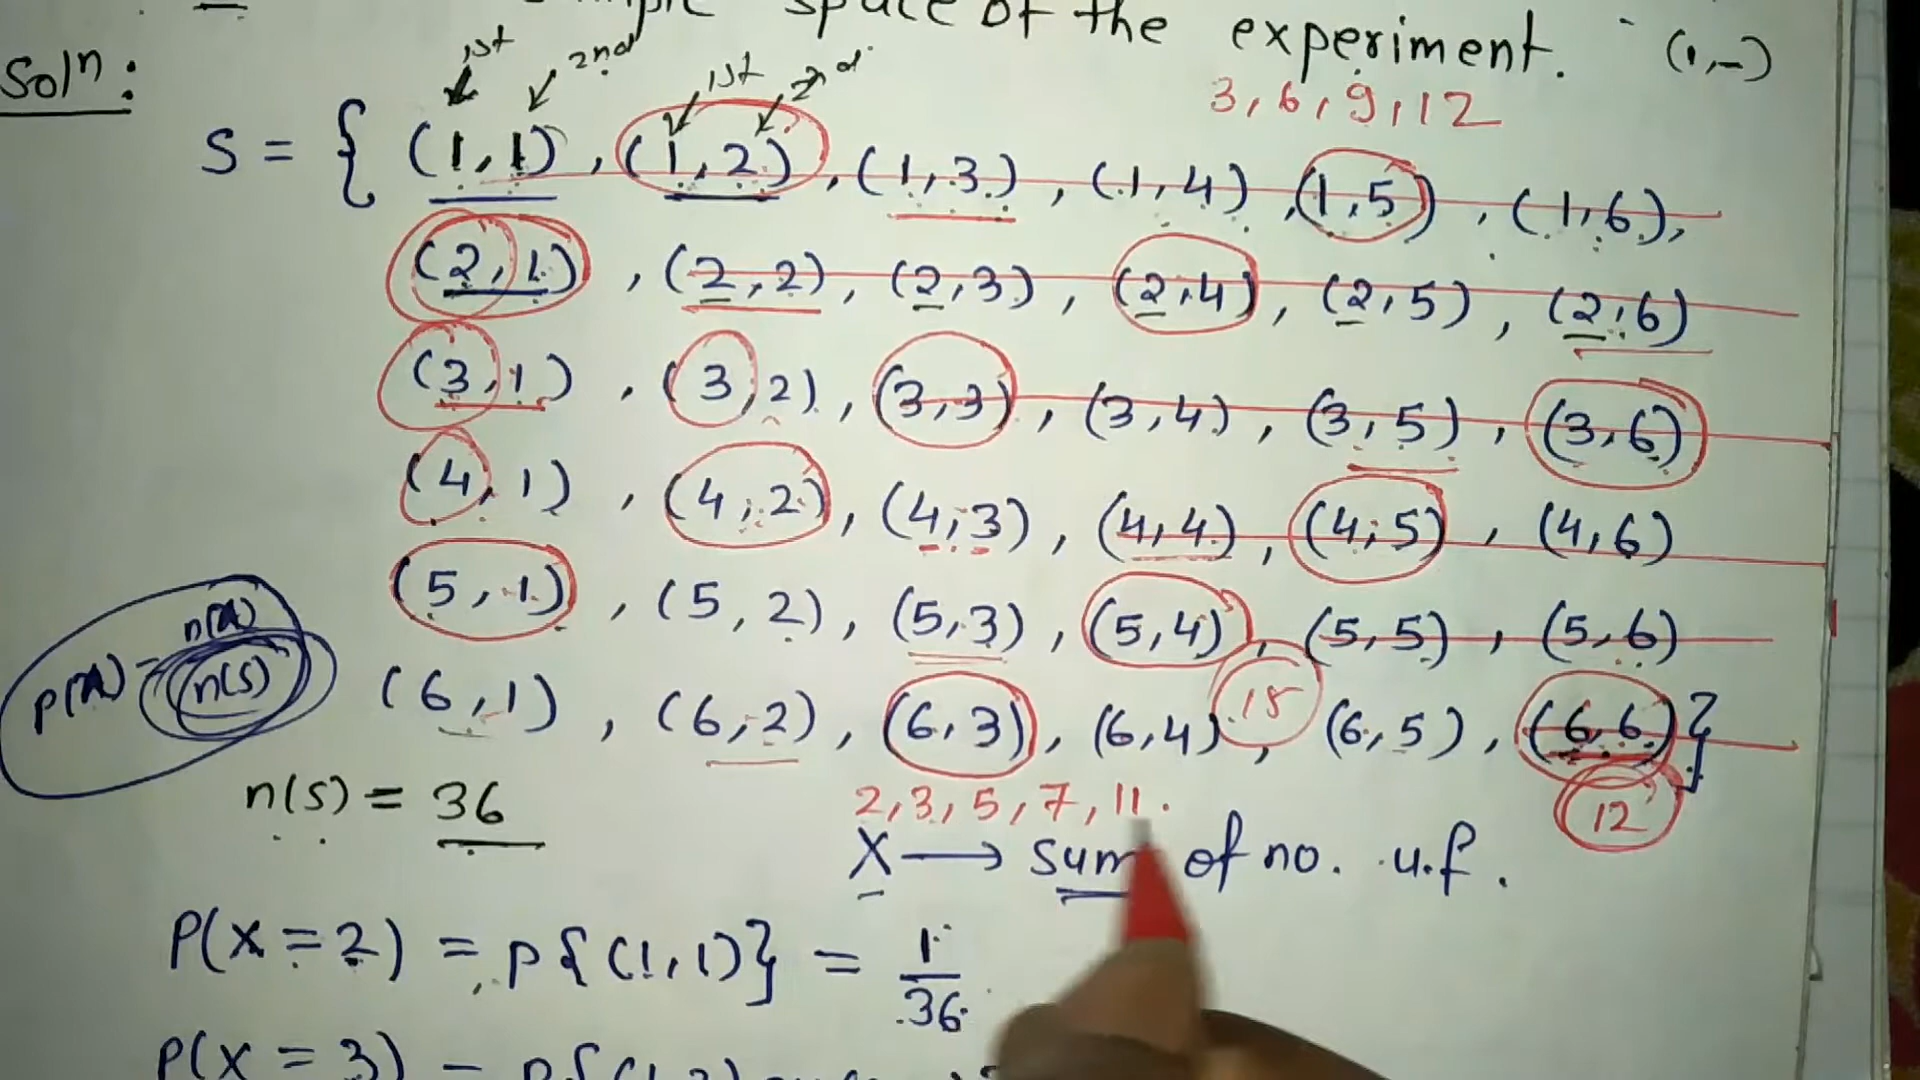 space of the experiment. (1,-)
Solⁿ:
1st 2nd 1st 2nd
3, 6, 9, 12
S = { (1,1), (1,2), (1,3), (1,4), (1,5), (1,6),
(2,1), (2,2), (2,3), (2,4), (2,5), (2,6)
(3,1), (3,2), (3,3), (3,4), (3,5), (3,6)
(4,1), (4,2), (4,3), (4,4), (4,5), (4,6)
(5,1), (5,2), (5,3), (5,4), (5,5), (5,6)
n(A)
p(A) = n(S)
(6,1), (6,2), (6,3), (6,4), (6,5), (6,6) }
15
12
n(S) = 36
2, 3, 5, 7, 11.
X → sum of no. u.f.
P(X = 2) = P{(1,1)} = 1/36
P(X = 3) = P{(1,2)